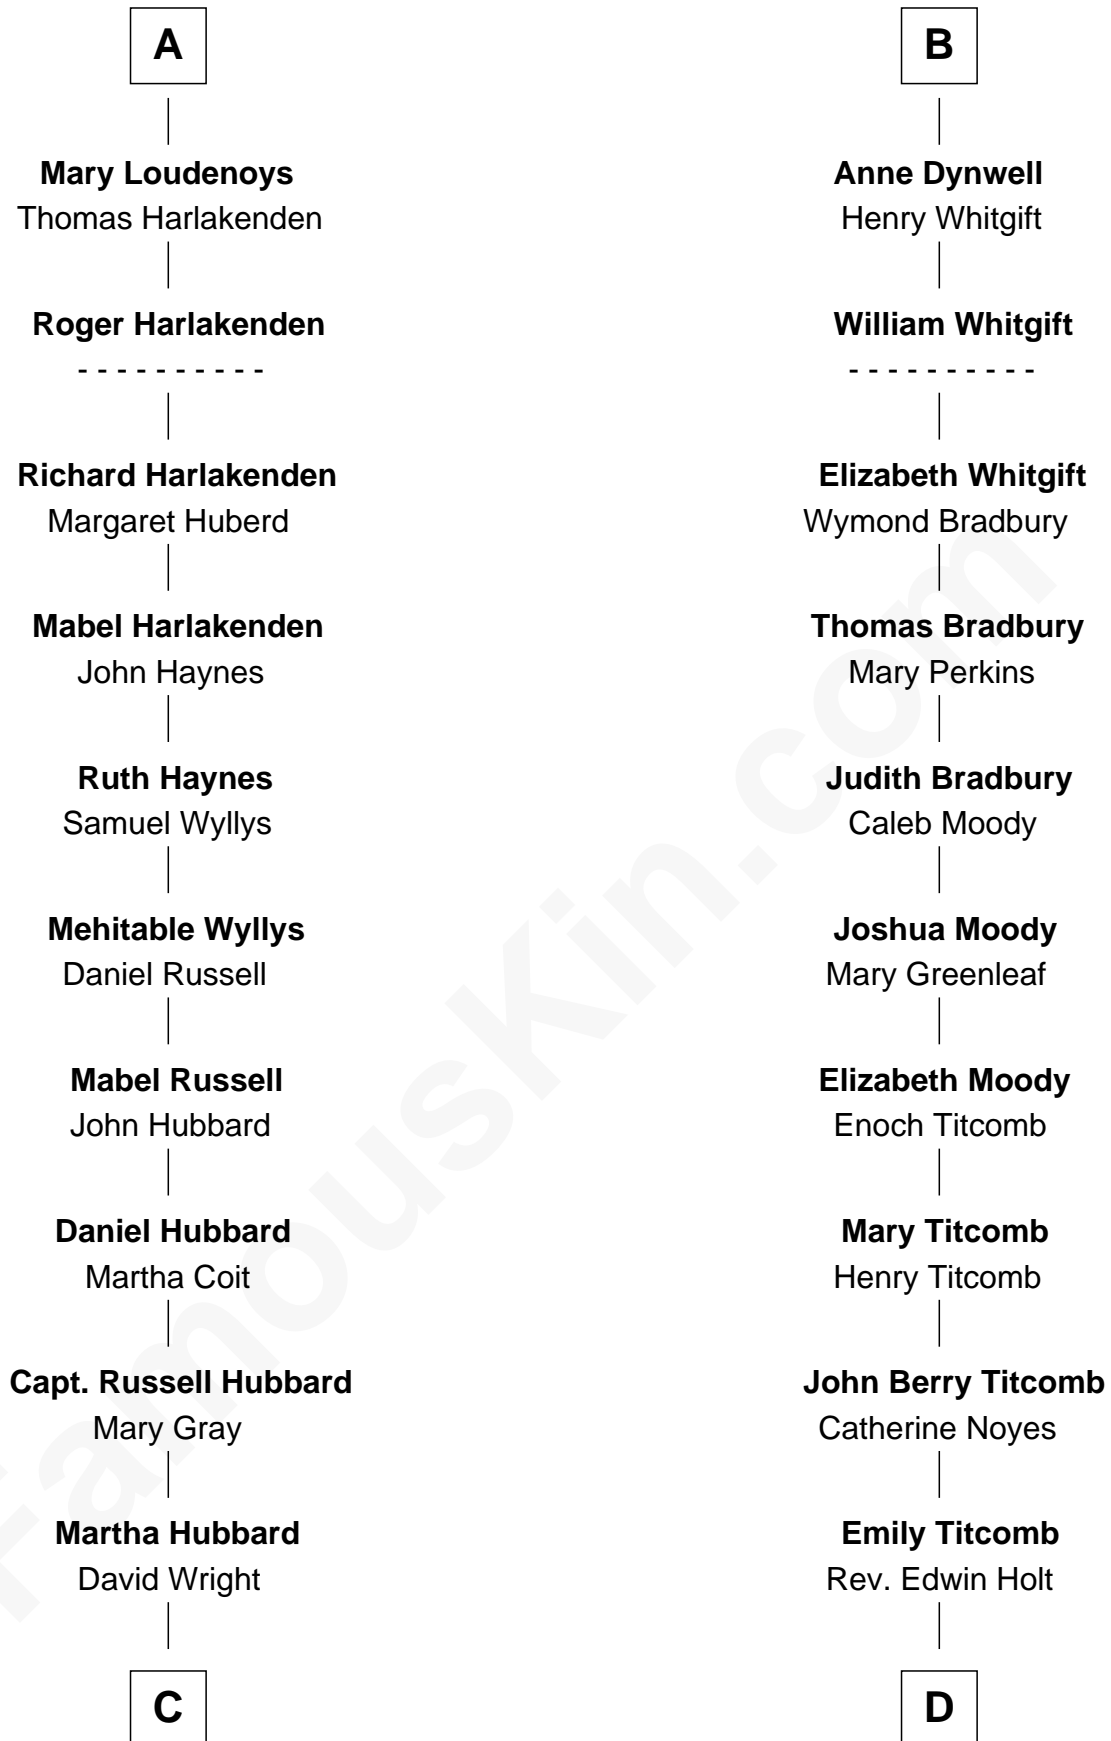 A
Mary Loudenoys
Thomas Harlakenden
Roger Harlakenden
- - - - - - - - - -
Richard Harlakenden
Margaret Huberd
Mabel Harlakenden
John Haynes
Ruth Haynes
Samuel Wyllys
Mehitable Wyllys
Daniel Russell
Mabel Russell
John Hubbard
Daniel Hubbard
Martha Coit
Capt. Russell Hubbard
Mary Gray
Martha Hubbard
David Wright
C
B
Anne Dynwell
Henry Whitgift
William Whitgift
- - - - - - - - - -
Elizabeth Whitgift
Wymond Bradbury
Thomas Bradbury
Mary Perkins
Judith Bradbury
Caleb Moody
Joshua Moody
Mary Greenleaf
Elizabeth Moody
Enoch Titcomb
Mary Titcomb
Henry Titcomb
John Berry Titcomb
Catherine Noyes
Emily Titcomb
Rev. Edwin Holt
D
FamousKin.com